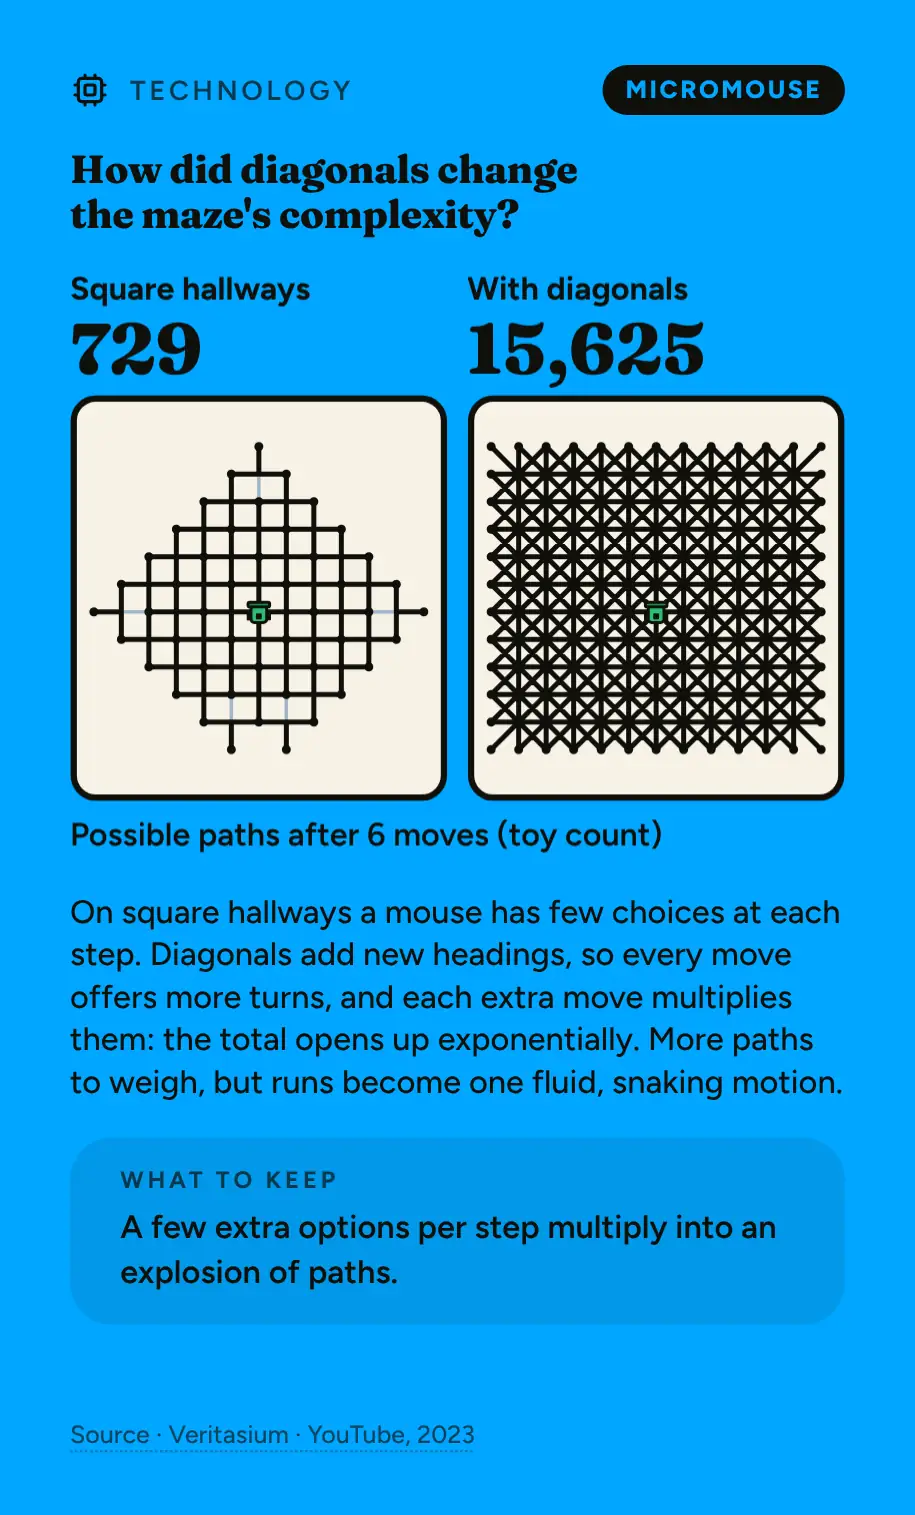 TECHNOLOGY
MICROMOUSE
How did diagonals change
the maze's complexity?
Square hallways
729
With diagonals
15,625
Possible paths after 6 moves (toy count)
On square hallways a mouse has few choices at each
step. Diagonals add new headings, so every move
offers more turns, and each extra move multiplies
them: the total opens up exponentially. More paths
to weigh, but runs become one fluid, snaking motion.
WHAT TO KEEP
A few extra options per step multiply into an
explosion of paths.
Source · Veritasium · YouTube, 2023